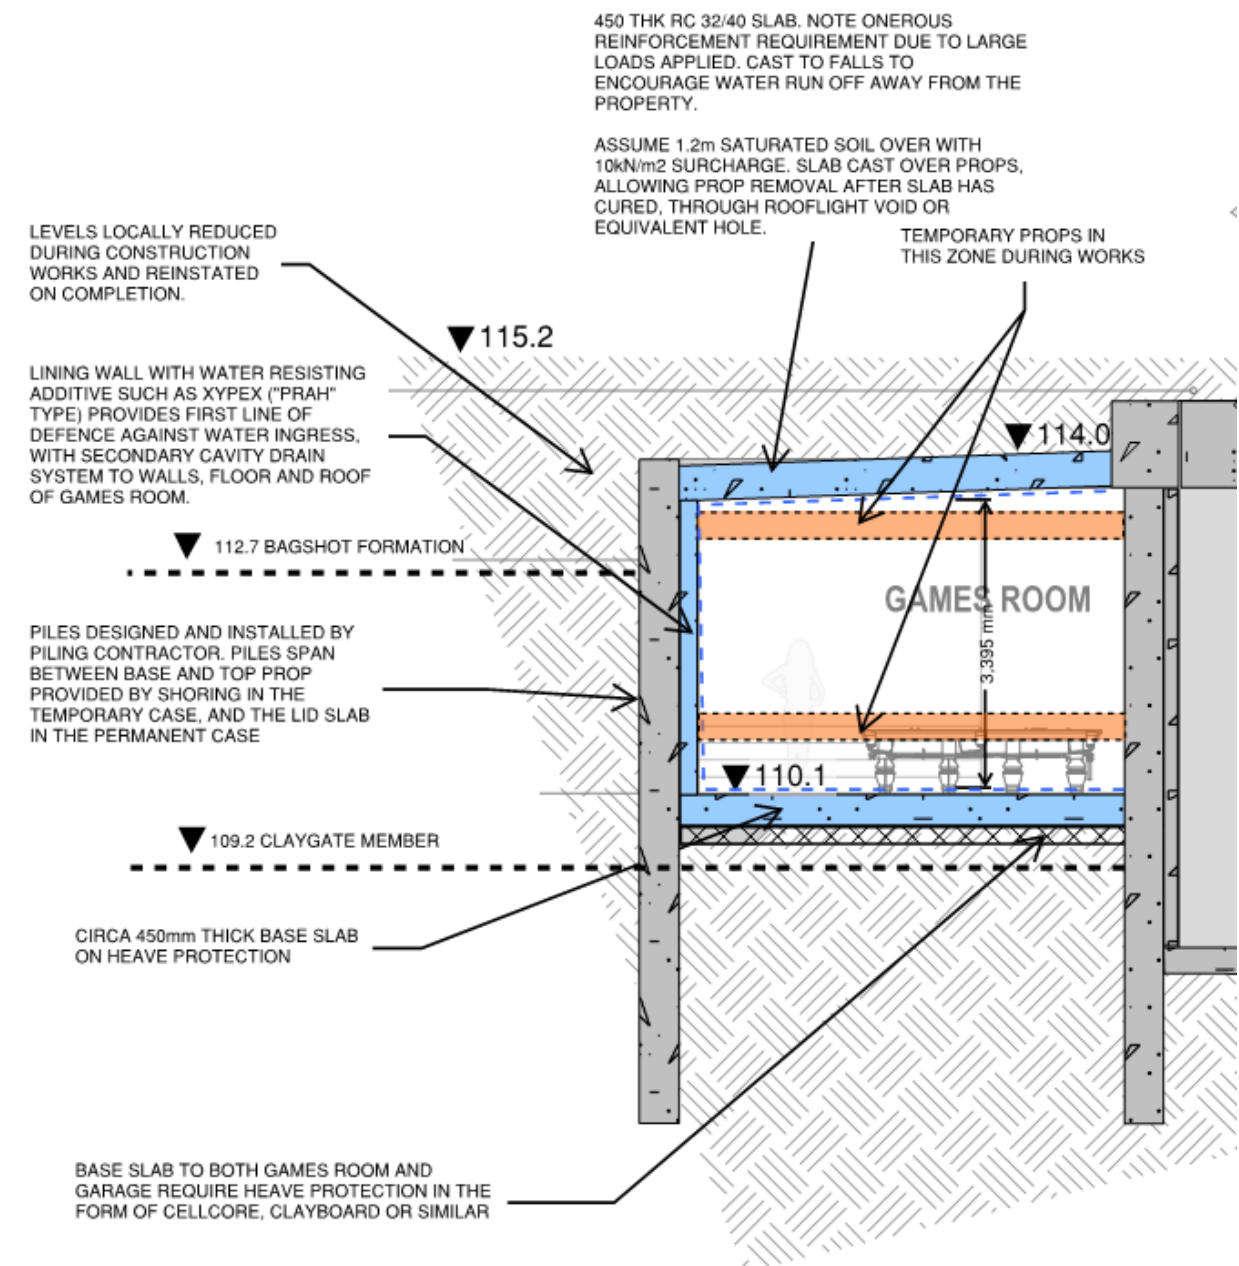 450 THK RC 32/40 SLAB. NOTE ONEROUS
REINFORCEMENT REQUIREMENT DUE TO LARGE
LOADS APPLIED. CAST TO FALLS TO
ENCOURAGE WATER RUN OFF AWAY FROM THE
PROPERTY.
ASSUME 1.2m SATURATED SOIL OVER WITH
10kN/m2 SURCHARGE. SLAB CAST OVER PROPS,
ALLOWING PROP REMOVAL AFTER SLAB HAS
CURED, THROUGH ROOFLIGHT VOID OR
EQUIVALENT HOLE.
TEMPORARY PROPS IN
THIS ZONE DURING WORKS
LEVELS LOCALLY REDUCED
DURING CONSTRUCTION
WORKS AND REINSTATED
ON COMPLETION.
115.2
LINING WALL WITH WATER RESISTING
ADDITIVE SUCH AS XYPEX ("PRAH"
TYPE) PROVIDES FIRST LINE OF
DEFENCE AGAINST WATER INGRESS,
WITH SECONDARY CAVITY DRAIN
SYSTEM TO WALLS, FLOOR AND ROOF
OF GAMES ROOM.
114.0
112.7 BAGSHOT FORMATION
GAMES ROOM
3,395 mm
PILES DESIGNED AND INSTALLED BY
PILING CONTRACTOR. PILES SPAN
BETWEEN BASE AND TOP PROP
PROVIDED BY SHORING IN THE
TEMPORARY CASE, AND THE LID SLAB
IN THE PERMANENT CASE
110.1
109.2 CLAYGATE MEMBER
CIRCA 450mm THICK BASE SLAB
ON HEAVE PROTECTION
BASE SLAB TO BOTH GAMES ROOM AND
GARAGE REQUIRE HEAVE PROTECTION IN THE
FORM OF CELLCORE, CLAYBOARD OR SIMILAR